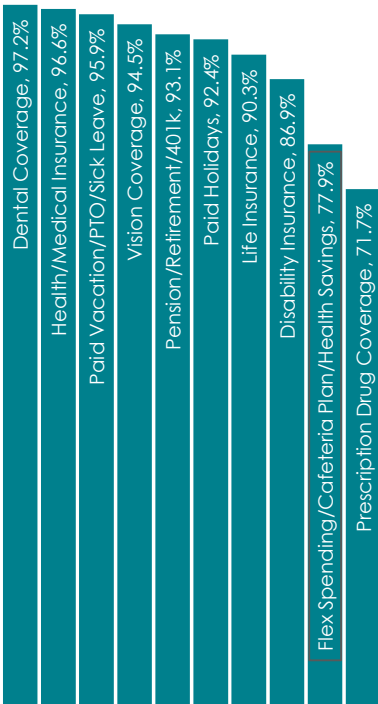 Dental Coverage, 97.2%
Health/Medical Insurance, 96.6%
Paid Vacation/PTO/Sick Leave, 95.9%
Vision Coverage, 94.5%
Pension/Retirement/401k, 93.1%
Paid Holidays, 92.4%
Life Insurance, 90.3%
Disability Insurance, 86.9%
Flex Spending/Cafeteria Plan/Health Savings, 77.9%
Prescription Drug Coverage, 71.7%